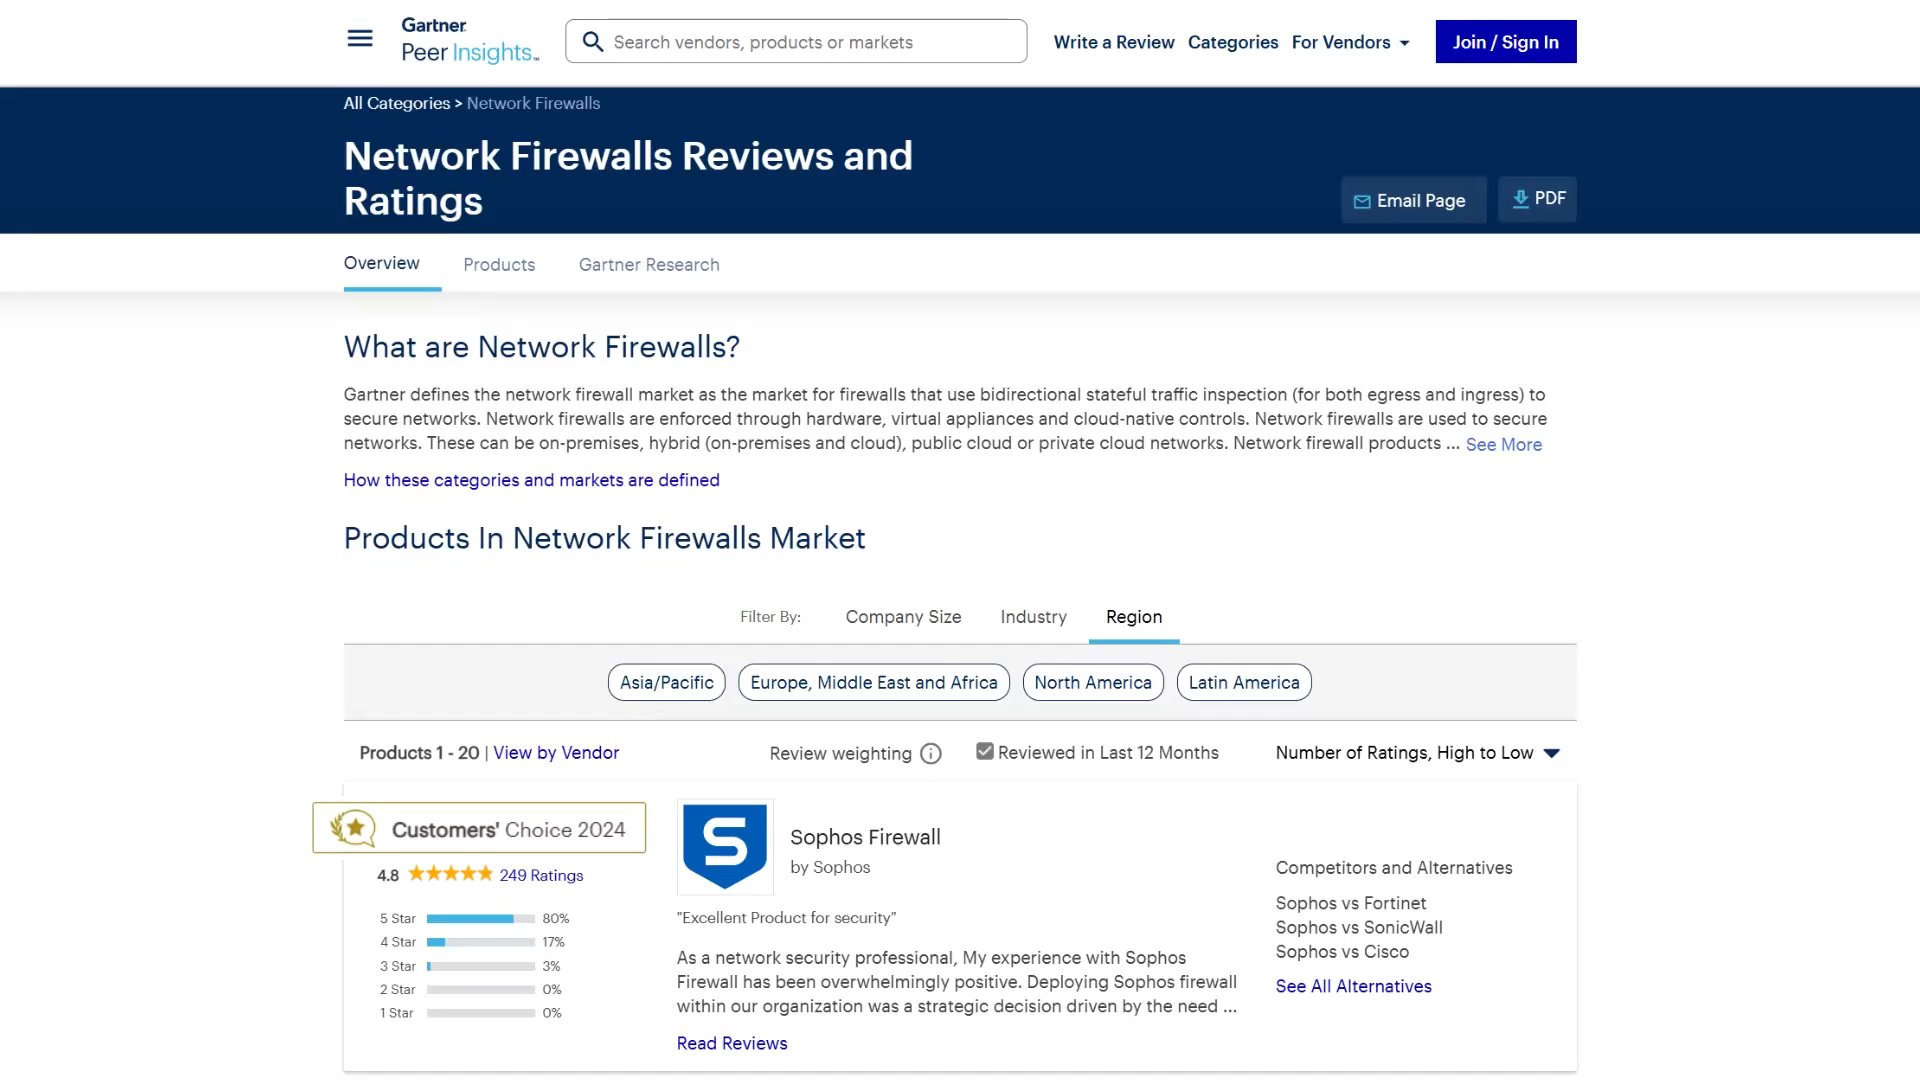 Gartner
Peer Insights™
Search vendors, products or markets
Write a Review
Categories
For Vendors
Join / Sign In
All Categories > Network Firewalls
Network Firewalls Reviews and
Ratings
Email Page
PDF
Overview
Products
Gartner Research
What are Network Firewalls?
Gartner defines the network firewall market as the market for firewalls that use bidirectional stateful traffic inspection (for both egress and ingress) to
secure networks. Network firewalls are enforced through hardware, virtual appliances and cloud-native controls. Network firewalls are used to secure
networks. These can be on-premises, hybrid (on-premises and cloud), public cloud or private cloud networks. Network firewall products ... See More
How these categories and markets are defined
Products In Network Firewalls Market
Filter By:
Company Size
Industry
Region
Asia/Pacific
Europe, Middle East and Africa
North America
Latin America
Products 1 - 20 | View by Vendor
Review weighting
Reviewed in Last 12 Months
Number of Ratings, High to Low
Customers' Choice 2024
4.8
249 Ratings
5 Star 80%
4 Star 17%
3 Star 3%
2 Star 0%
1 Star 0%
S
Sophos Firewall
by Sophos
"Excellent Product for security"
As a network security professional, My experience with Sophos
Firewall has been overwhelmingly positive. Deploying Sophos firewall
within our organization was a strategic decision driven by the need ...
Read Reviews
Competitors and Alternatives
Sophos vs Fortinet
Sophos vs SonicWall
Sophos vs Cisco
See All Alternatives